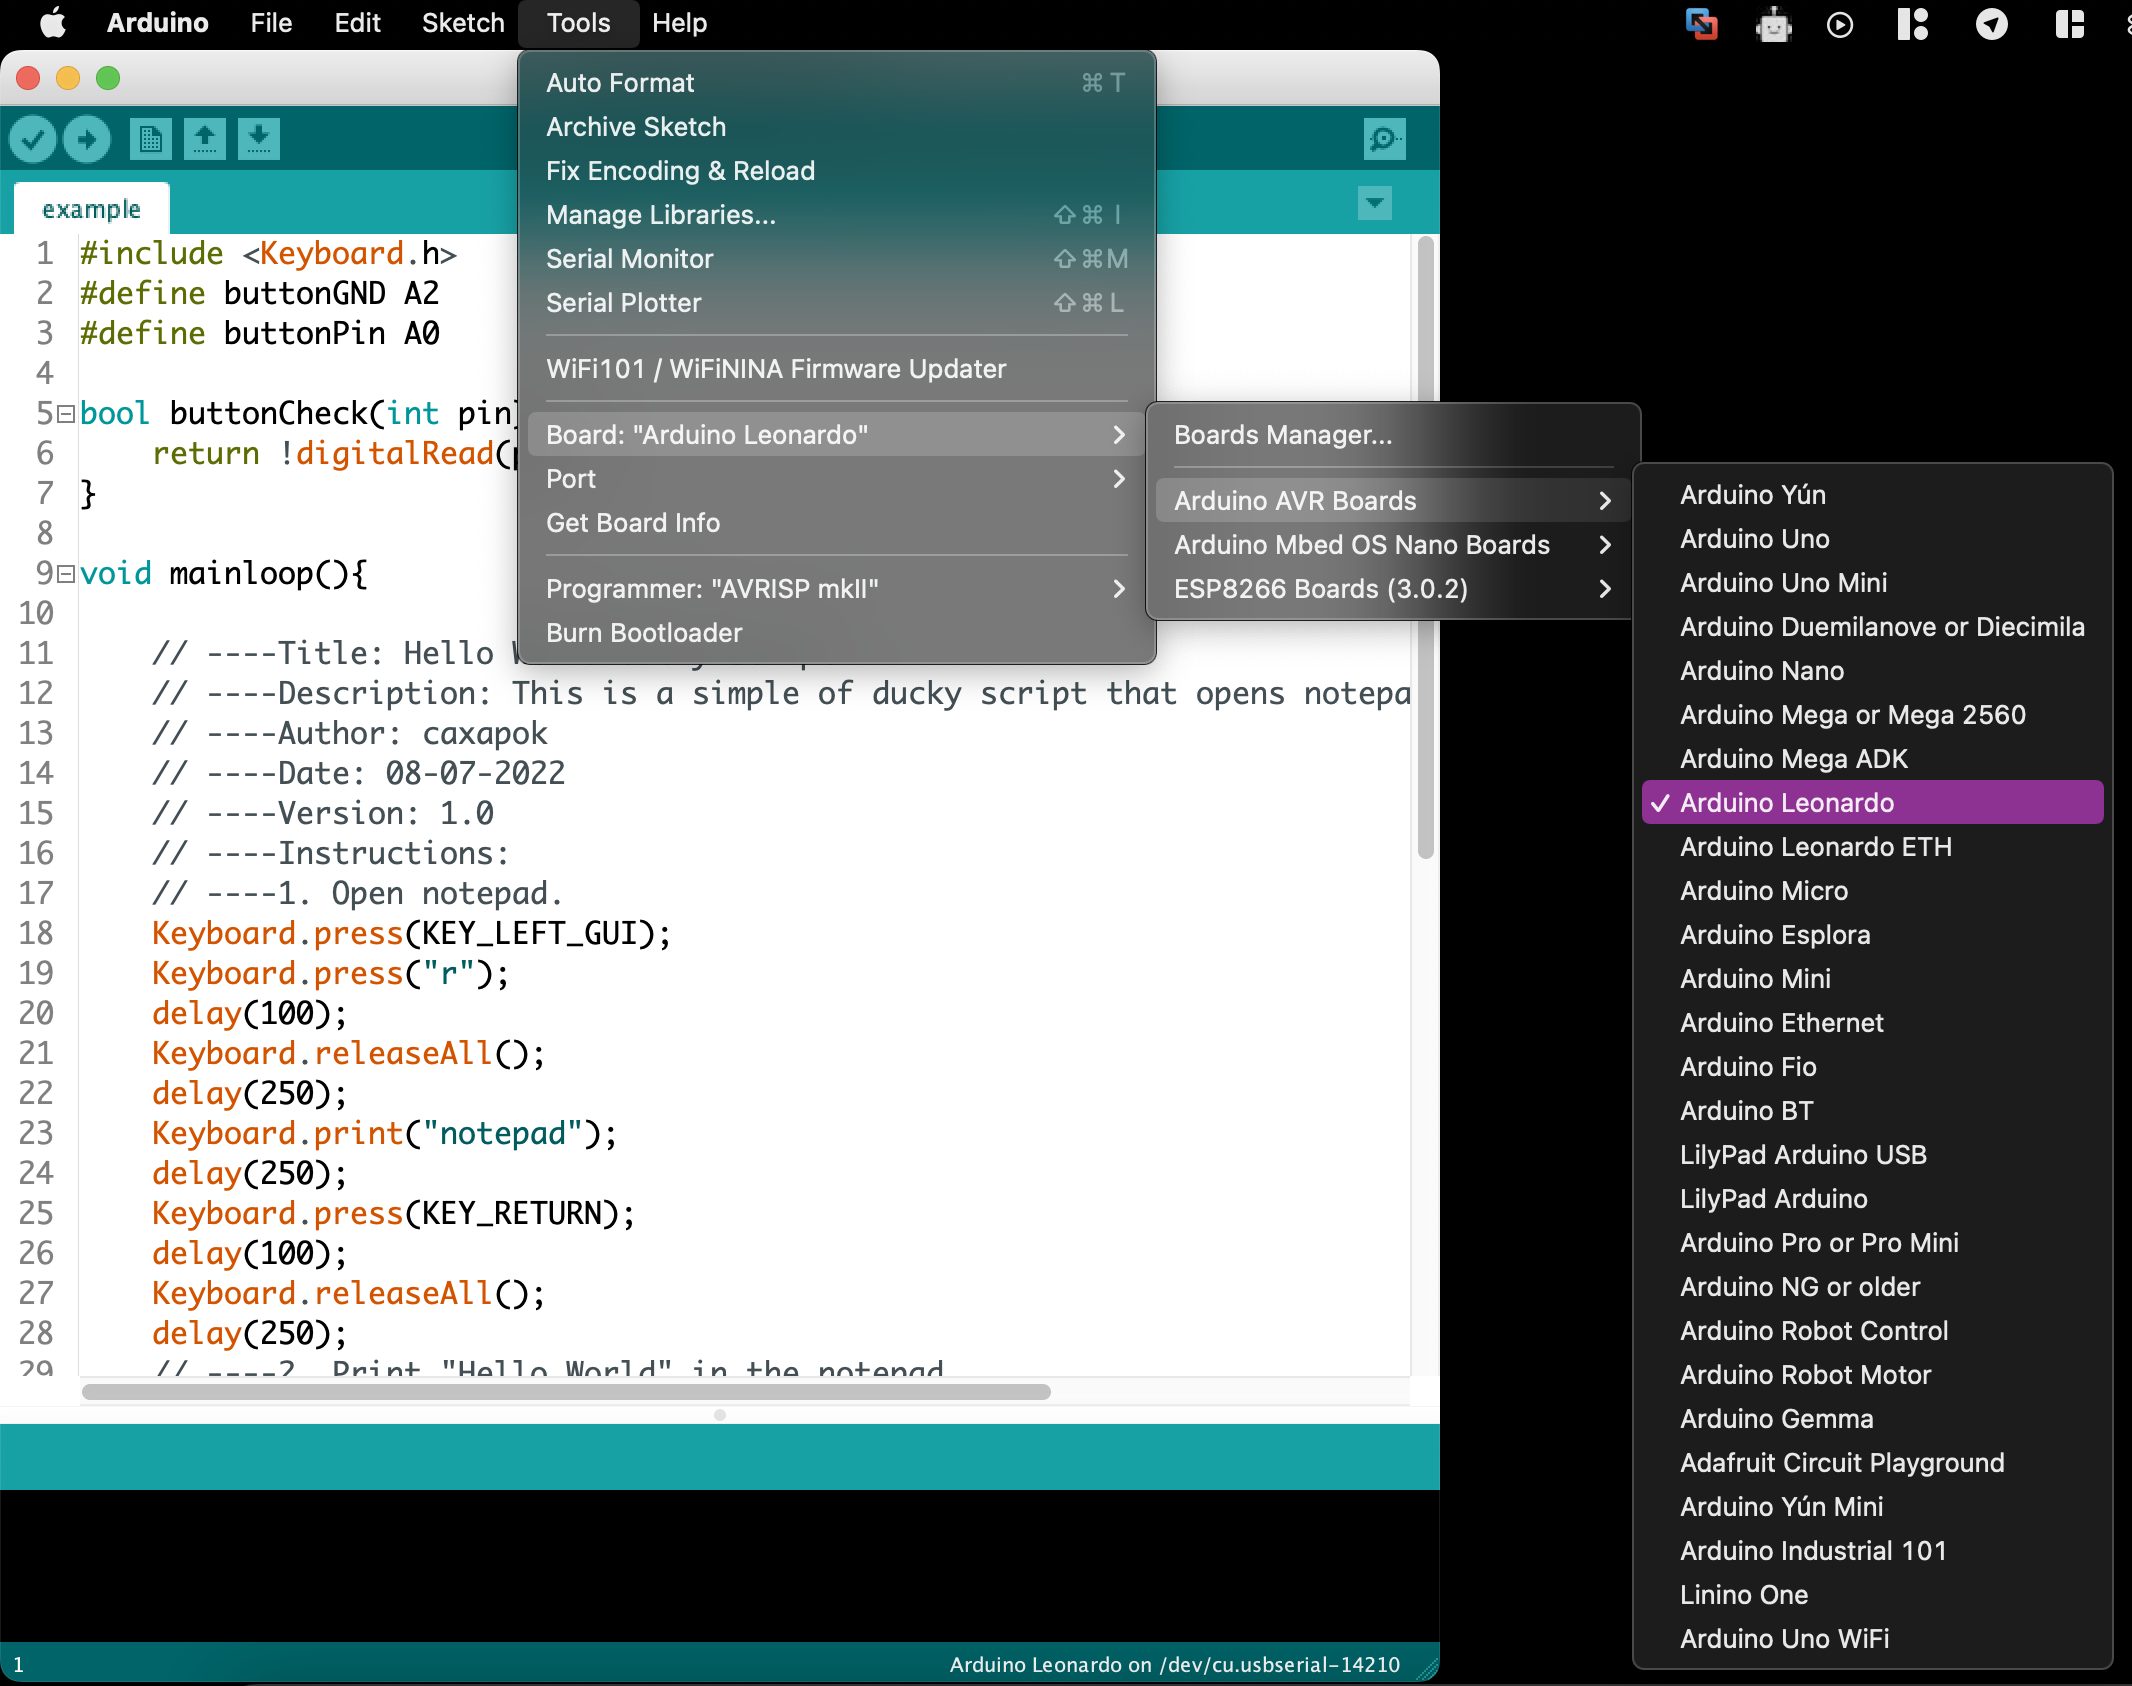 Arduino File Edit Sketch Tools Help
Auto Format ⌘ T
Archive Sketch
Fix Encoding & Reload
Manage Libraries... ⇧ ⌘ I
Serial Monitor ⇧ ⌘ M
Serial Plotter ⇧ ⌘ L
WiFi101 / WiFiNINA Firmware Updater
Board: "Arduino Leonardo"
Port
Get Board Info
Programmer: "AVRISP mkII"
Burn Bootloader
Boards Manager...
Arduino AVR Boards
Arduino Mbed OS Nano Boards
ESP8266 Boards (3.0.2)
Arduino Yún
Arduino Uno
Arduino Uno Mini
Arduino Duemilanove or Diecimila
Arduino Nano
Arduino Mega or Mega 2560
Arduino Mega ADK
✓ Arduino Leonardo
Arduino Leonardo ETH
Arduino Micro
Arduino Esplora
Arduino Mini
Arduino Ethernet
Arduino Fio
Arduino BT
LilyPad Arduino USB
LilyPad Arduino
Arduino Pro or Pro Mini
Arduino NG or older
Arduino Robot Control
Arduino Robot Motor
Arduino Gemma
Adafruit Circuit Playground
Arduino Yún Mini
Arduino Industrial 101
Linino One
Arduino Uno WiFi
example
1 #include <Keyboard.h>
2 #define buttonGND A2
3 #define buttonPin A0
4
5 bool buttonCheck(int pin
6 return !digitalRead(
7 }
8
9 void mainloop(){
10
11 // ----Title: Hello
12 // ----Description: This is a simple of ducky script that opens notepa
13 // ----Author: caxapok
14 // ----Date: 08-07-2022
15 // ----Version: 1.0
16 // ----Instructions:
17 // ----1. Open notepad.
18 Keyboard.press(KEY_LEFT_GUI);
19 Keyboard.press("r");
20 delay(100);
21 Keyboard.releaseAll();
22 delay(250);
23 Keyboard.print("notepad");
24 delay(250);
25 Keyboard.press(KEY_RETURN);
26 delay(100);
27 Keyboard.releaseAll();
28 delay(250);
29 // ----2. Print "Hello World" in the notepad
1 Arduino Leonardo on /dev/cu.usbserial-14210